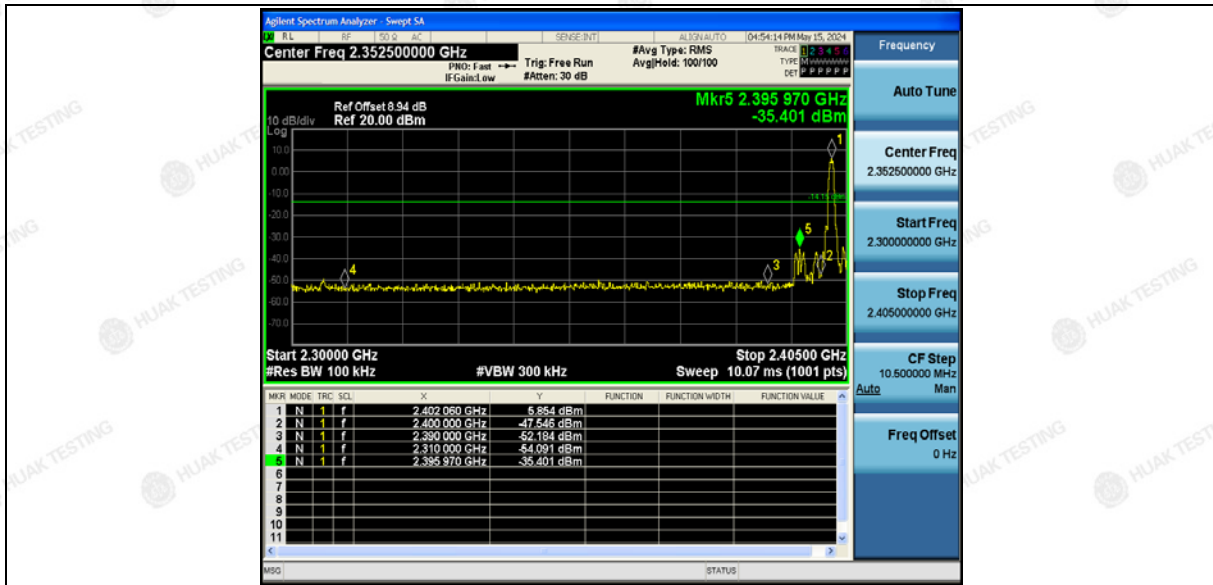 Agilent Spectrum Analyzer - Swept SA
RL RF 50 Ω AC SENSE:INT ALIGN AUTO 04:54:14 PM May 15, 2024
Center Freq 2.352500000 GHz
PNO: Fast
IFGain:Low
Trig: Free Run
#Atten: 30 dB
#Avg Type: RMS
Avg|Hold: 100/100
TRACE 1 2 3 4 5 6
TYPE M
DET P P P P P P
Frequency
Mkr5 2.395 970 GHz
-35.401 dBm
Ref Offset 8.94 dB
10 dB/div Ref 20.00 dBm
Log
10.0
0.00
-10.0
-20.0
-30.0
-40.0
-50.0
-60.0
-70.0
1
5
2
3
4
Start 2.30000 GHz Stop 2.40500 GHz
#Res BW 100 kHz #VBW 300 kHz Sweep 10.07 ms (1001 pts)
MKR MODE TRC SCL X Y FUNCTION FUNCTION WIDTH FUNCTION VALUE
1 N 1 f 2.402 060 GHz 5.854 dBm
2 N 1 f 2.400 000 GHz -47.546 dBm
3 N 1 f 2.390 000 GHz -52.184 dBm
4 N 1 f 2.310 000 GHz -54.091 dBm
5 N 1 f 2.395 970 GHz -35.401 dBm
6
7
8
9
10
11
MSG STATUS
Auto Tune
Center Freq
2.352500000 GHz
Start Freq
2.300000000 GHz
Stop Freq
2.405000000 GHz
CF Step
10.500000 MHz
Auto Man
Freq Offset
0 Hz
HUAK TESTING
HUAK TESTING
HUAK TESTING
HUAK TESTING